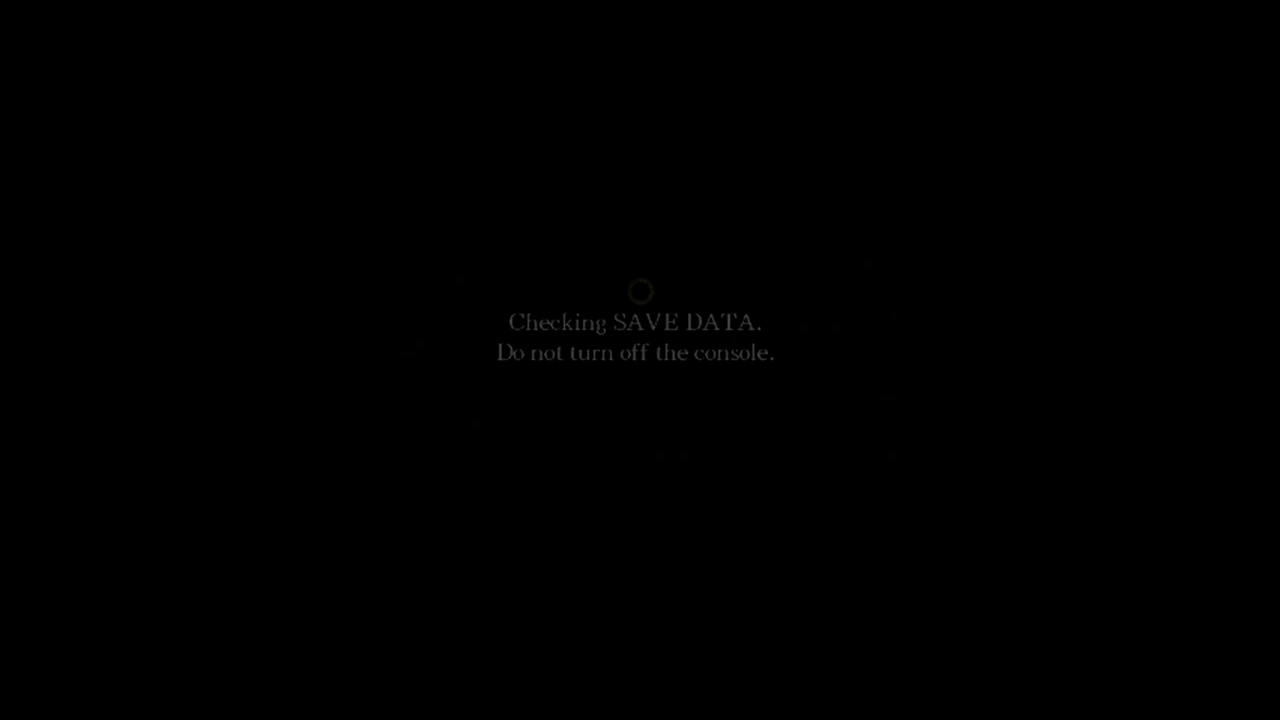 Checking SAVE DATA.
Do not turn off the console.